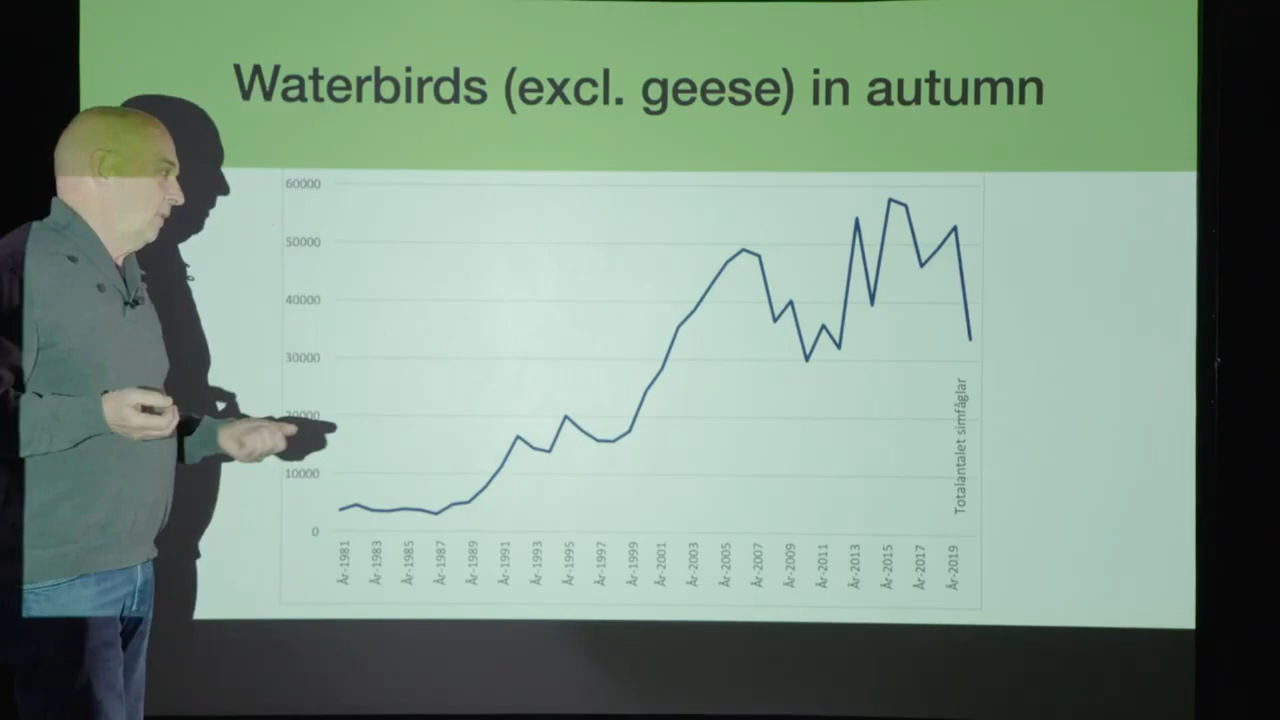 Waterbirds (excl. geese) in autumn
60000
50000
40000
30000
20000
10000
0
År-1981
År-1983
År-1985
År-1987
År-1989
År-1991
År-1993
År-1995
År-1997
År-1999
År-2001
År-2003
År-2005
År-2007
År-2009
År-2011
År-2013
År-2015
År-2017
År-2019
Totalantalet simfåglar